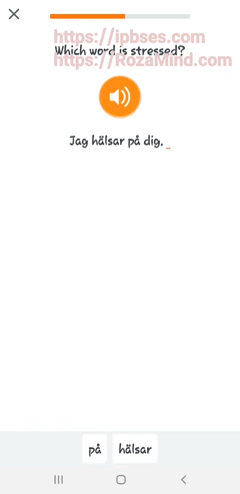 https://ipbses.com
Which word is stressed?
https://RozaMind.com
Jag hälsar på dig.
på hälsar